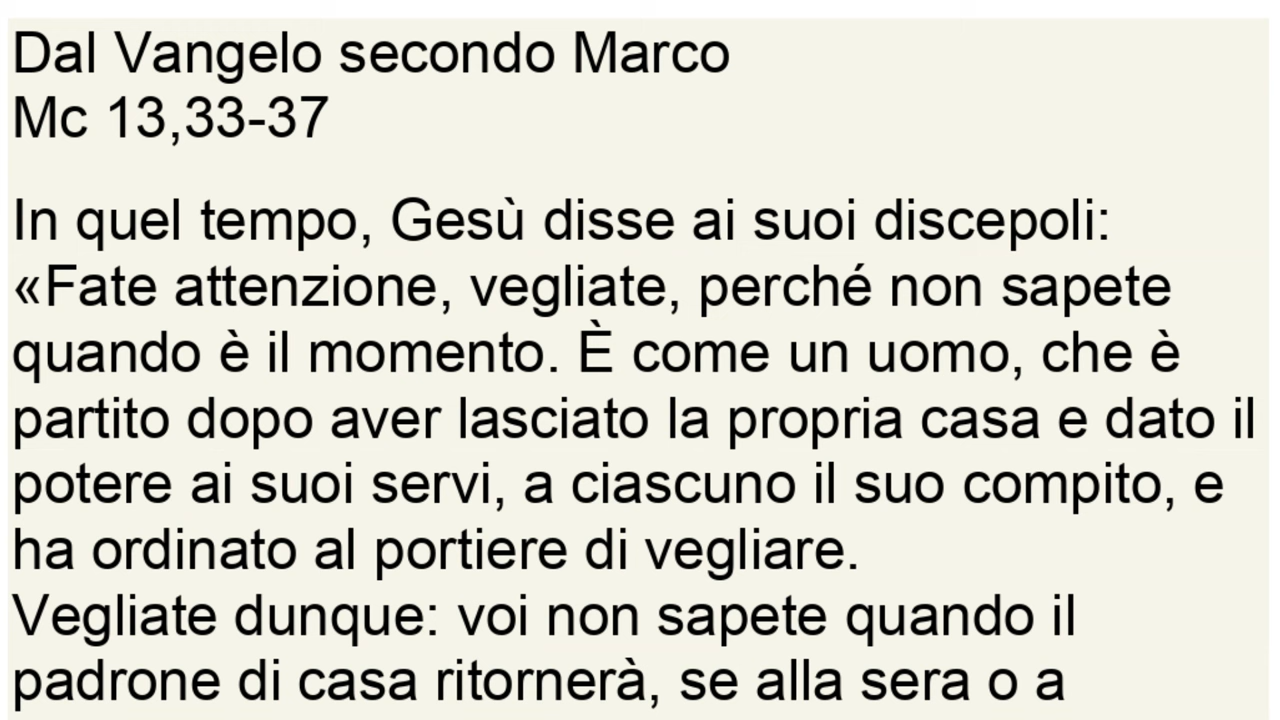 Dal Vangelo secondo Marco
Mc 13,33-37
In quel tempo, Gesù disse ai suoi discepoli:
«Fate attenzione, vegliate, perché non sapete
quando è il momento. È come un uomo, che è
partito dopo aver lasciato la propria casa e dato il
potere ai suoi servi, a ciascuno il suo compito, e
ha ordinato al portiere di vegliare.
Vegliate dunque: voi non sapete quando il
padrone di casa ritornerà, se alla sera o a